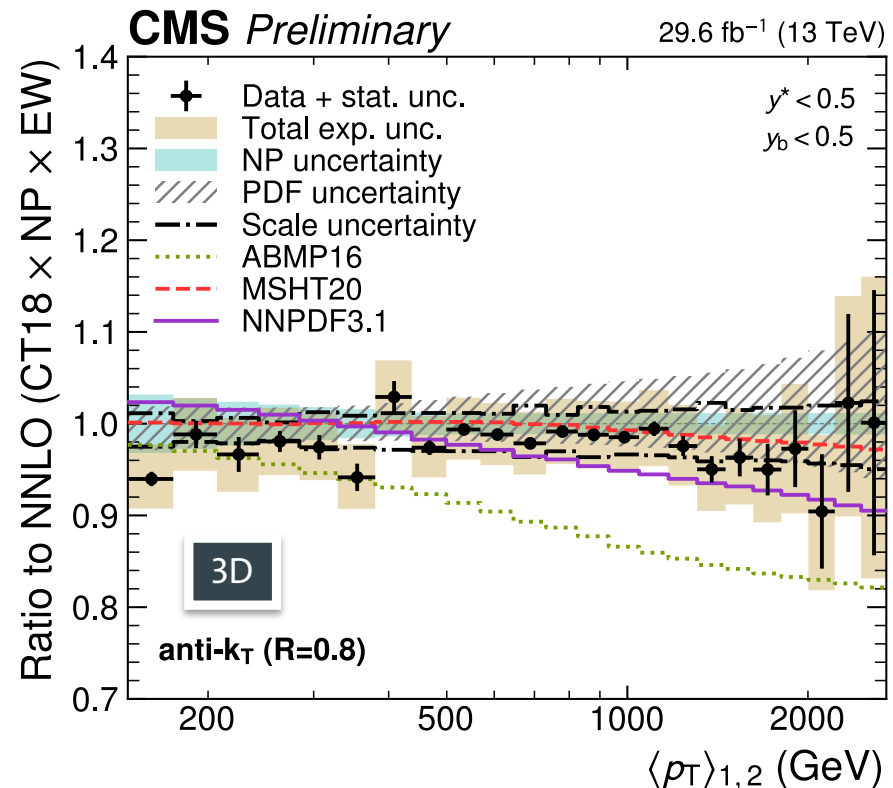 CMS Preliminary
29.6 fb⁻¹ (13 TeV)
Ratio to NNLO (CT18 × NP × EW)
1.4
1.3
1.2
1.1
1.0
0.9
0.8
0.7
Data + stat. unc.
Total exp. unc.
NP uncertainty
PDF uncertainty
Scale uncertainty
ABMP16
MSHT20
NNPDF3.1
y* < 0.5
y_b < 0.5
3D
anti-k_T (R=0.8)
200 500 1000 2000
⟨p_T⟩_{1,2} (GeV)